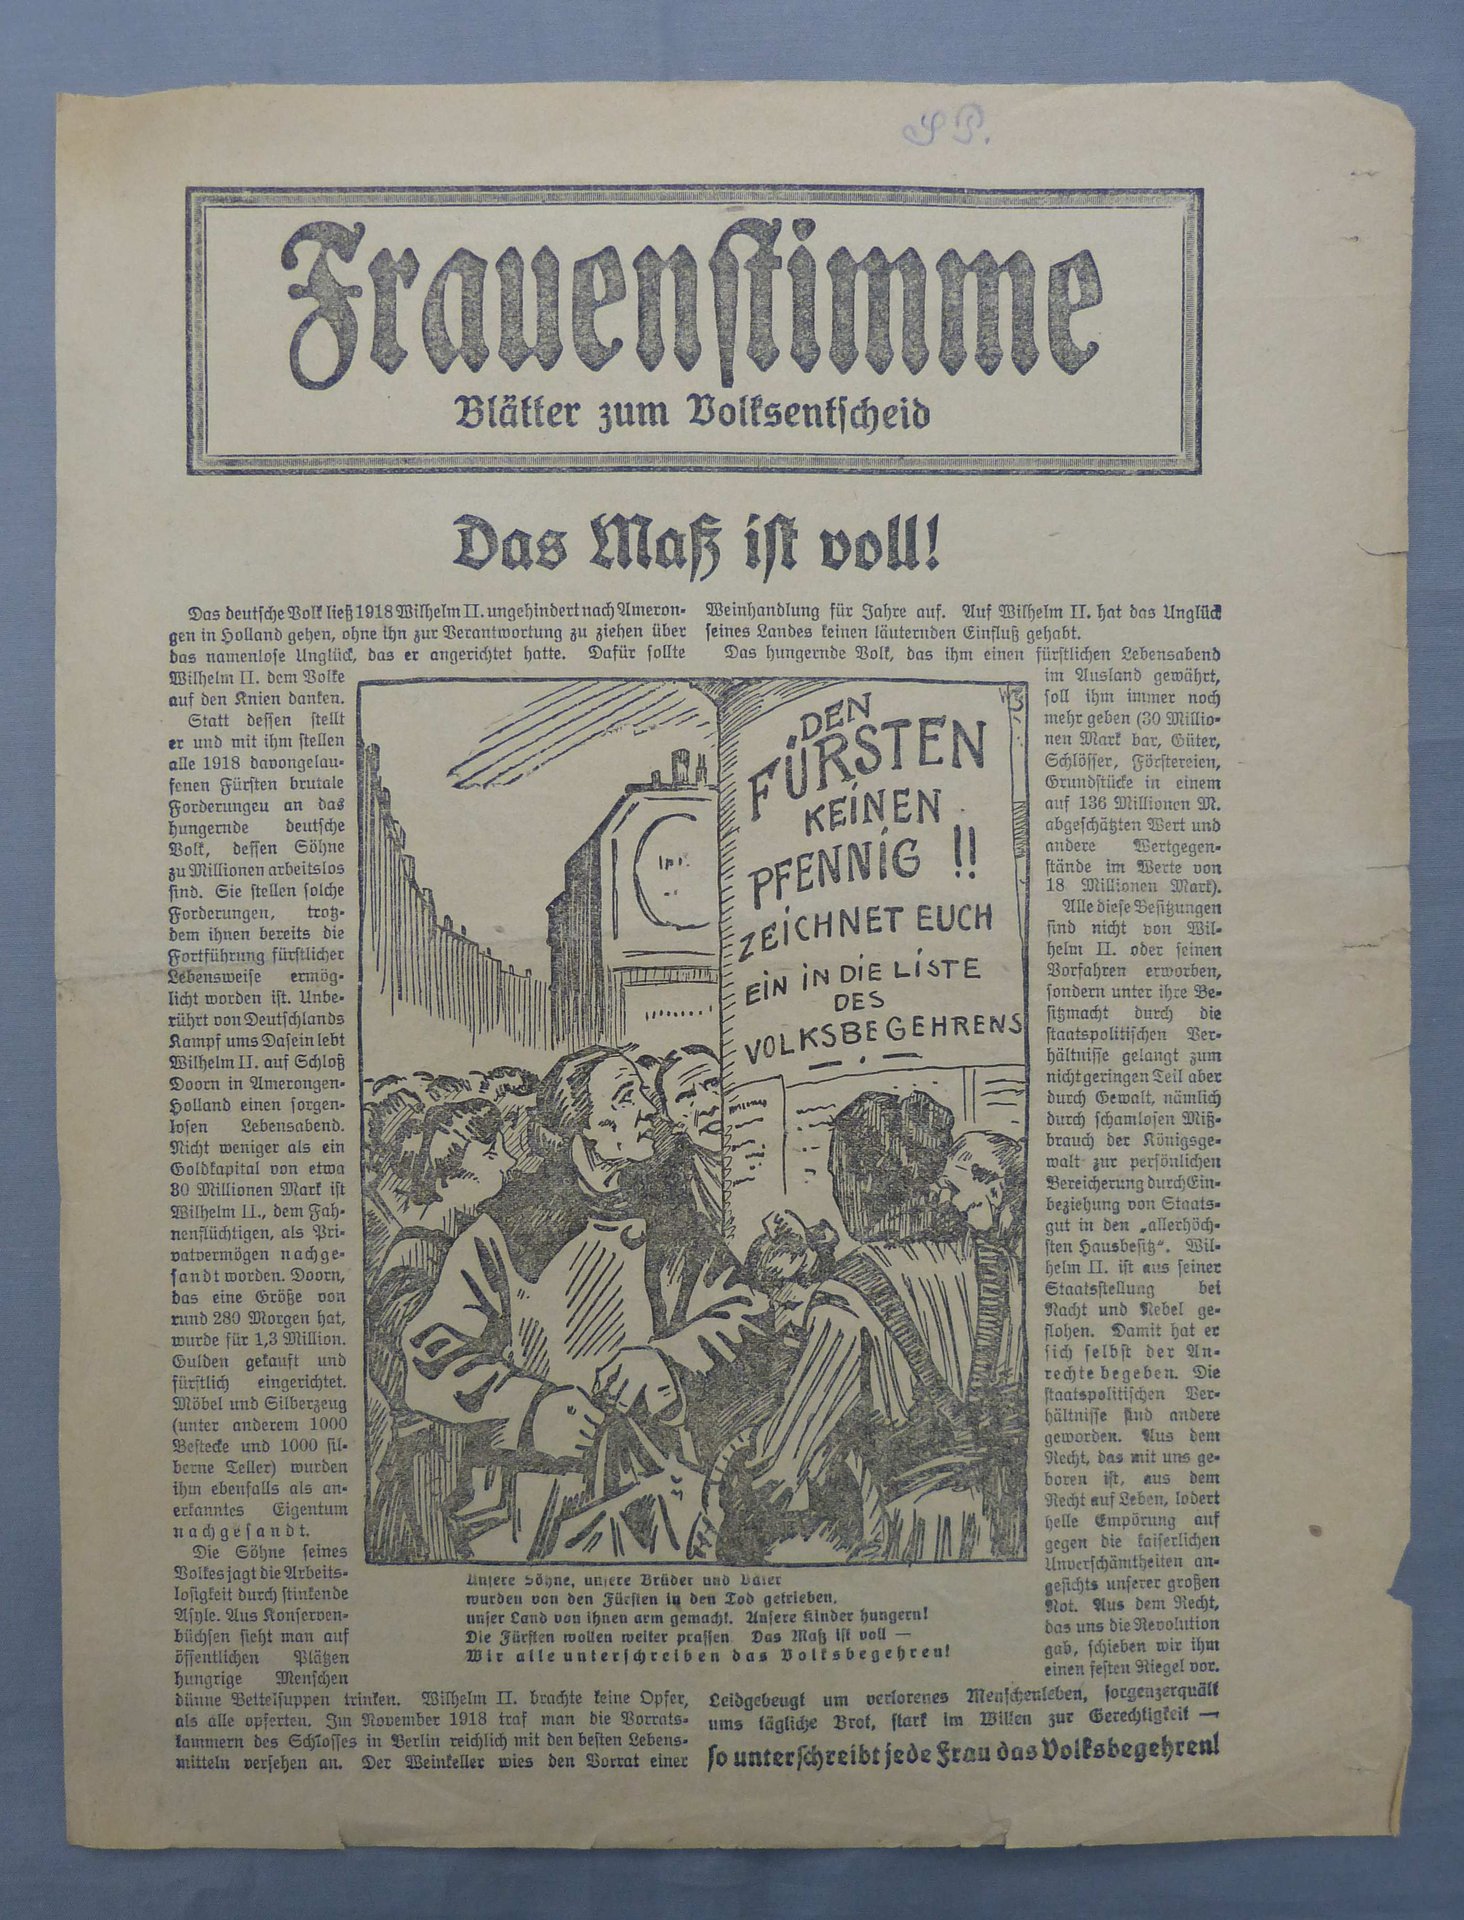 S P.
Frauenstimme
Blätter zum Volksentscheid
Das Maß ist voll!
Das deutsche Volk ließ 1918 Wilhelm II. ungehindert nach Ameron-
gen in Holland gehen, ohne ihn zur Verantwortung zu ziehen über
das namenlose Unglück, das er angerichtet hatte. Dafür sollte
Wilhelm II. dem Volke
auf den Knien danken.
Statt dessen stellt
er und mit ihm stellen
alle 1918 davongelau-
fenen Fürsten brutale
Forderungeu an das
hungernde deutsche
Volk, dessen Söhne
zu Millionen arbeitslos
sind. Sie stellen solche
Forderungen, trotz-
dem ihnen bereits die
Fortführung fürstlicher
Lebensweise ermög-
licht worden ist. Unbe-
rührt von Deutschlands
Kampf ums Dasein lebt
Wilhelm II. auf Schloß
Doorn in Amerongen-
Holland einen sorgen-
losen Lebensabend.
Nicht weniger als ein
Goldkapital von etwa
80 Millionen Mark ist
Wilhelm II., dem Fah-
nenflüchtigen, als Pri-
vatvermögen nachge-
sandt worden. Doorn,
das eine Größe von
rund 280 Morgen hat,
wurde für 1,3 Million.
Gulden gekauft und
fürstlich eingerichtet.
Möbel und Silberzeug
(unter anderem 1000
Bestecke und 1000 sil-
berne Teller) wurden
ihm ebenfalls als an-
erkanntes Eigentum
nachgesandt.
Die Söhne seines
Volkes jagt die Arbeits-
losigkeit durch stinkende
Asyle. Aus Konserven-
büchsen sieht man auf
öffentlichen Plätzen
hungrige Menschen
dünne Bettelsuppen trinken. Wilhelm II. brachte keine Opfer,
als alle opferten. Im November 1918 traf man die Vorrats-
kammern des Schlosses in Berlin reichlich mit den besten Lebens-
mitteln versehen an. Der Weinkeller wies den Vorrat einer
DEN
FÜRSTEN
KEINEN
PFENNIG !!
ZEICHNET EUCH
EIN IN DIE LISTE
DES
VOLKSBEGEHRENS
Unsere Söhne, unsere Brüder und Väter
wurden von den Fürsten in den Tod getrieben,
unser Land von ihnen arm gemacht. Unsere Kinder hungern!
Die Fürsten wollen weiter prassen Das Maß ist voll —
Wir alle unterschreiben das Volksbegehren!
Weinhandlung für Jahre auf. Auf Wilhelm II. hat das Unglück
seines Landes keinen läuternden Einfluß gehabt.
Das hungernde Volk, das ihm einen fürstlichen Lebensabend
im Ausland gewährt,
soll ihm immer noch
mehr geben (30 Millio-
nen Mark bar, Güter,
Schlösser, Förstereien,
Grundstücke in einem
auf 136 Millionen M.
abgeschätzten Wert und
andere Wertgegen-
stände im Werte von
18 Millionen Mark).
Alle diese Besitzungen
sind nicht von Wil-
helm II. oder seinen
Vorfahren erworben,
sondern unter ihre Be-
sitzmacht durch die
staatspolitischen Ver-
hältnisse gelangt zum
nicht geringen Teil aber
durch Gewalt, nämlich
durch schamlosen Miß-
brauch der Königsge-
walt zur persönlichen
Bereicherung durch Ein-
beziehung von Staats-
gut in den „allerhöch-
sten Hausbesitz“. Wil-
helm II. ist aus seiner
Staatsstellung bei
Nacht und Nebel ge-
flohen. Damit hat er
sich selbst der An-
rechte begeben. Die
staatspolitischen Ver-
hältnisse sind andere
geworden. Aus dem
Recht, das mit uns ge-
boren ist, aus dem
Recht auf Leben, lodert
helle Empörung auf
gegen die kaiserlichen
Unverschämtheiten an-
gesichts unserer großen
Not. Aus dem Recht,
das uns die Revolution
gab, schieben wir ihm
einen festen Riegel vor.
Leidgebeugt um verlorenes Menschenleben, sorgenzerquält
ums tägliche Brot, stark im Willen zur Gerechtigkeit —
so unterschreibt jede Frau das Volksbegehren!